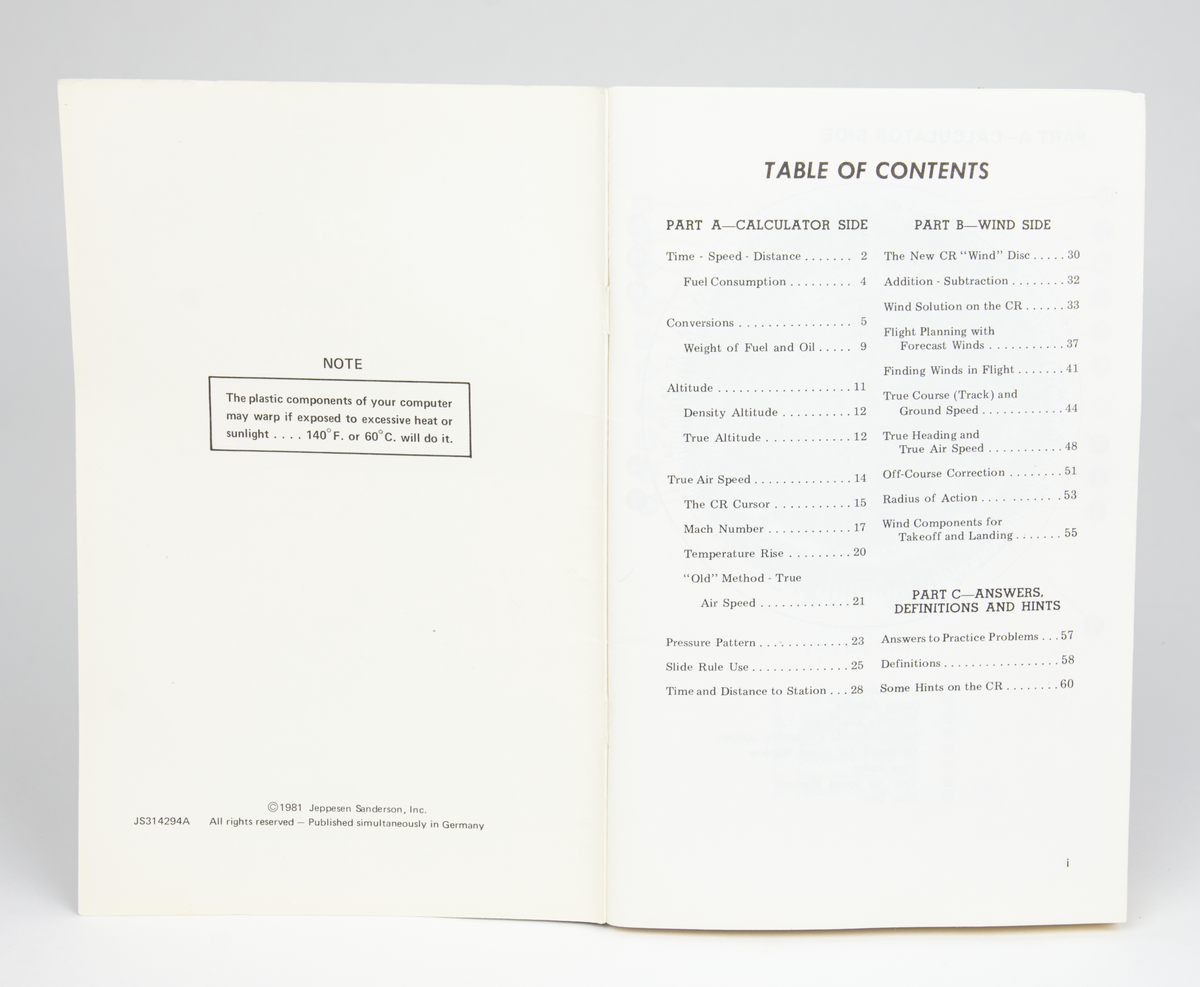 NOTE
The plastic components of your computer
may warp if exposed to excessive heat or
sunlight . . . . 140°F. or 60°C. will do it.
©1981 Jeppesen Sanderson, Inc.
JS314294A All rights reserved — Published simultaneously in Germany
TABLE OF CONTENTS
PART A—CALCULATOR SIDE
Time - Speed - Distance . . . . . . . 2
Fuel Consumption . . . . . . . . . 4
Conversions . . . . . . . . . . . . . . . . 5
Weight of Fuel and Oil . . . . . 9
Altitude . . . . . . . . . . . . . . . . . . . 11
Density Altitude . . . . . . . . . . 12
True Altitude . . . . . . . . . . . . 12
True Air Speed . . . . . . . . . . . . . . 14
The CR Cursor . . . . . . . . . . . 15
Mach Number . . . . . . . . . . . . 17
Temperature Rise . . . . . . . . . 20
"Old" Method - True
Air Speed . . . . . . . . . . . . . 21
Pressure Pattern . . . . . . . . . . . . . 23
Slide Rule Use . . . . . . . . . . . . . . 25
Time and Distance to Station . . . 28
PART B—WIND SIDE
The New CR "Wind" Disc . . . . . 30
Addition - Subtraction . . . . . . . . 32
Wind Solution on the CR . . . . . . 33
Flight Planning with
Forecast Winds . . . . . . . . . . . 37
Finding Winds in Flight . . . . . . . 41
True Course (Track) and
Ground Speed . . . . . . . . . . . . 44
True Heading and
True Air Speed . . . . . . . . . . . 48
Off-Course Correction . . . . . . . . 51
Radius of Action . . . . . . . . . . . 53
Wind Components for
Takeoff and Landing . . . . . . . 55
PART C—ANSWERS,
DEFINITIONS AND HINTS
Answers to Practice Problems . . . 57
Definitions . . . . . . . . . . . . . . . . . 58
Some Hints on the CR . . . . . . . . 60
i